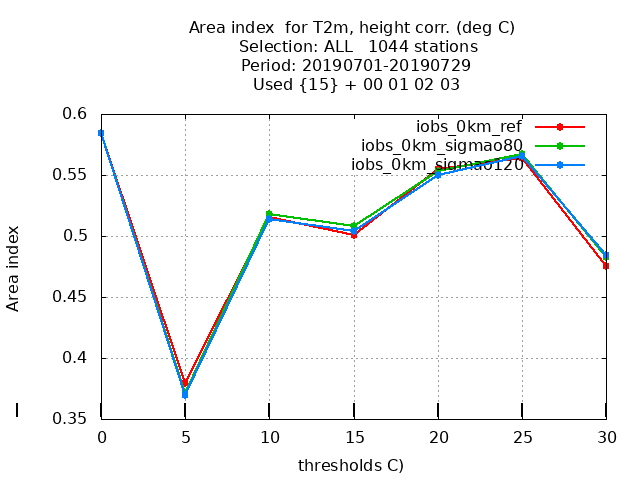 Area index  for T2m, height corr. (deg C)
Selection: ALL   1044 stations
Period: 20190701-20190729
Used {15} + 00 01 02 03
0.6
0.55
0.5
0.45
0.4
0.35
Area index
iobs_0km_ref
iobs_0km_sigmao80
iobs_0km_sigmao120
0 5 10 15 20 25 30
thresholds C)